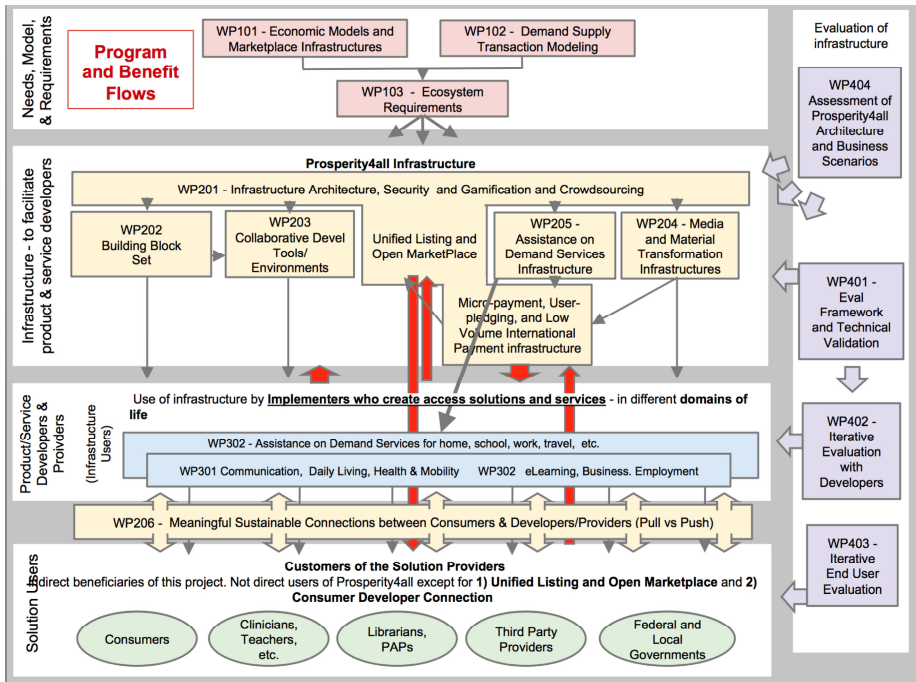 Needs, Model,
& Requirements
Program
and Benefit
Flows
WP101 - Economic Models and
Marketplace Infrastructures
WP102 - Demand Supply
Transaction Modeling
WP103 - Ecosystem
Requirements
Evaluation of
infrastructure
WP404
Assessment of
Prosperity4all
Architecture
and Business
Scenarios
Infrastructure - to facilitate
product & service developers
Prosperity4all Infrastructure
WP201 - Infrastructure Architecture, Security and Gamification and Crowdsourcing
WP202
Building Block
Set
WP203
Collaborative Devel
Tools/
Environments
Unified Listing and
Open MarketPlace
WP205 -
Assistance on
Demand Services
Infrastructure
WP204 - Media
and Material
Transformation
Infrastructures
Micro-payment, User-
pledging, and Low
Volume International
Payment infrastructure
WP401 -
Eval
Framework
and Technical
Validation
Product/Service
Developers &
Proivders
(Infrastructure
Users)
Use of infrastructure by Implementers who create access solutions and services - in different domains of
life
WP302 - Assistance on Demand Services for home, school, work, travel, etc.
WP301 Communication, Daily Living, Health & Mobility WP302 eLearning, Business. Employment
WP402 -
Iterative
Evaluation
with
Developers
WP206 - Meaningful Sustainable Connections between Consumers & Developers/Providers (Pull vs Push)
Solution Users
Customers of the Solution Providers
Indirect beneficiaries of this project. Not direct users of Prosperity4all except for 1) Unified Listing and Open Marketplace and 2)
Consumer Developer Connection
Consumers
Clinicians,
Teachers,
etc.
Librarians,
PAPs
Third Party
Providers
Federal and
Local
Governments
WP403 -
Iterative
End User
Evaluation